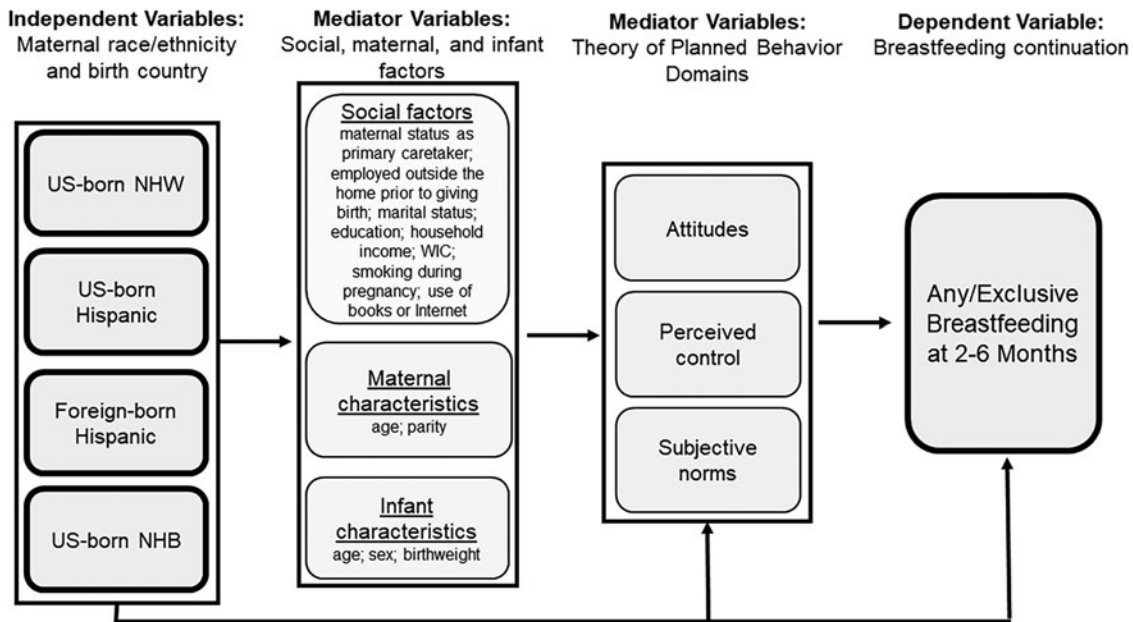 Independent Variables:
Maternal race/ethnicity
and birth country
Mediator Variables:
Social, maternal, and infant
factors
Mediator Variables:
Theory of Planned Behavior
Domains
Dependent Variable:
Breastfeeding continuation
US-born NHW
US-born
Hispanic
Foreign-born
Hispanic
US-born NHB
Social factors
maternal status as
primary caretaker;
employed outside the
home prior to giving
birth; marital status;
education; household
income; WIC;
smoking during
pregnancy; use of
books or Internet
Maternal
characteristics
age; parity
Infant
characteristics
age; sex; birthweight
Attitudes
Perceived
control
Subjective
norms
Any/Exclusive
Breastfeeding
at 2-6 Months